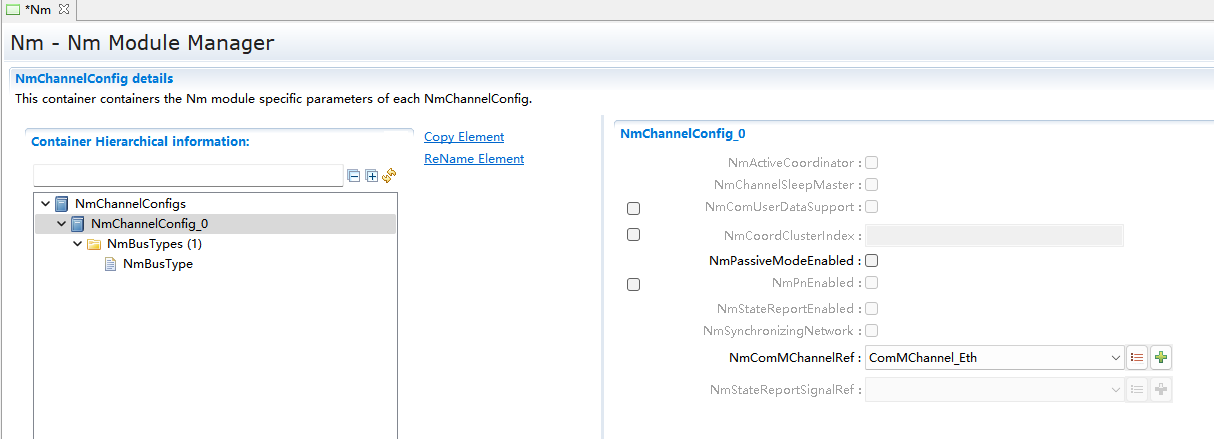 *Nm
Nm - Nm Module Manager
NmChannelConfig details
This container containers the Nm module specific parameters of each NmChannelConfig.
Container Hierarchical information:
NmChannelConfigs
NmChannelConfig_0
NmBusTypes (1)
NmBusType
Copy Element
ReName Element
NmChannelConfig_0
NmActiveCoordinator :
NmChannelSleepMaster :
NmComUserDataSupport :
NmCoordClusterIndex :
NmPassiveModeEnabled :
NmPnEnabled :
NmStateReportEnabled :
NmSynchronizingNetwork :
NmComMChannelRef : ComMChannel_Eth
NmStateReportSignalRef :